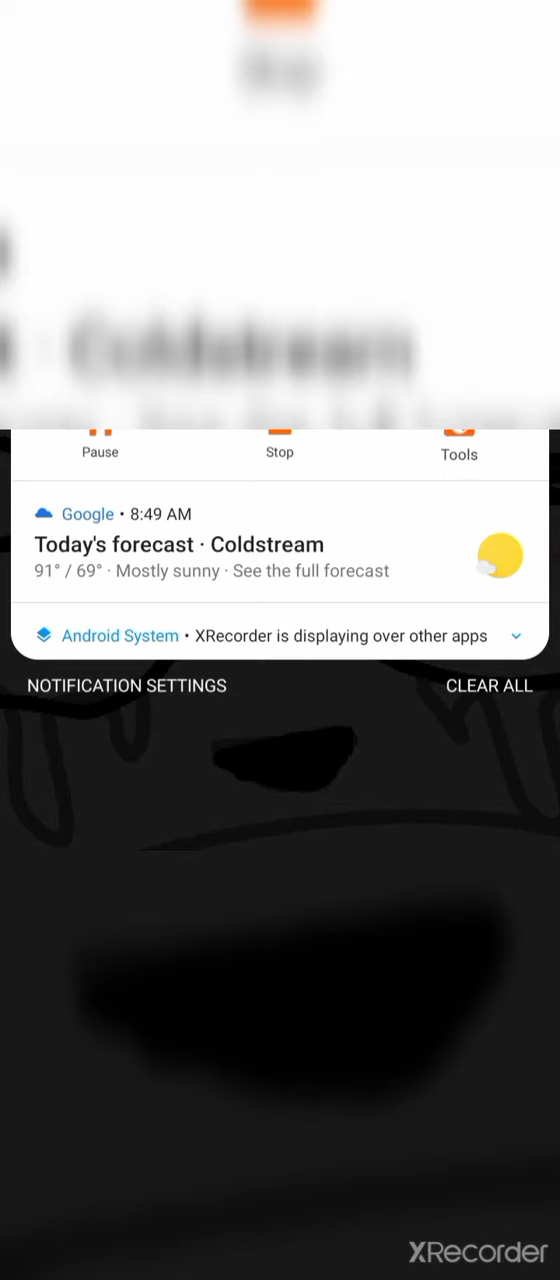 Coldstream
Pause
Stop
Tools
Google • 8:49 AM
Today's forecast · Coldstream
91° / 69° · Mostly sunny · See the full forecast
Android System • XRecorder is displaying over other apps
NOTIFICATION SETTINGS
CLEAR ALL
XRecorder